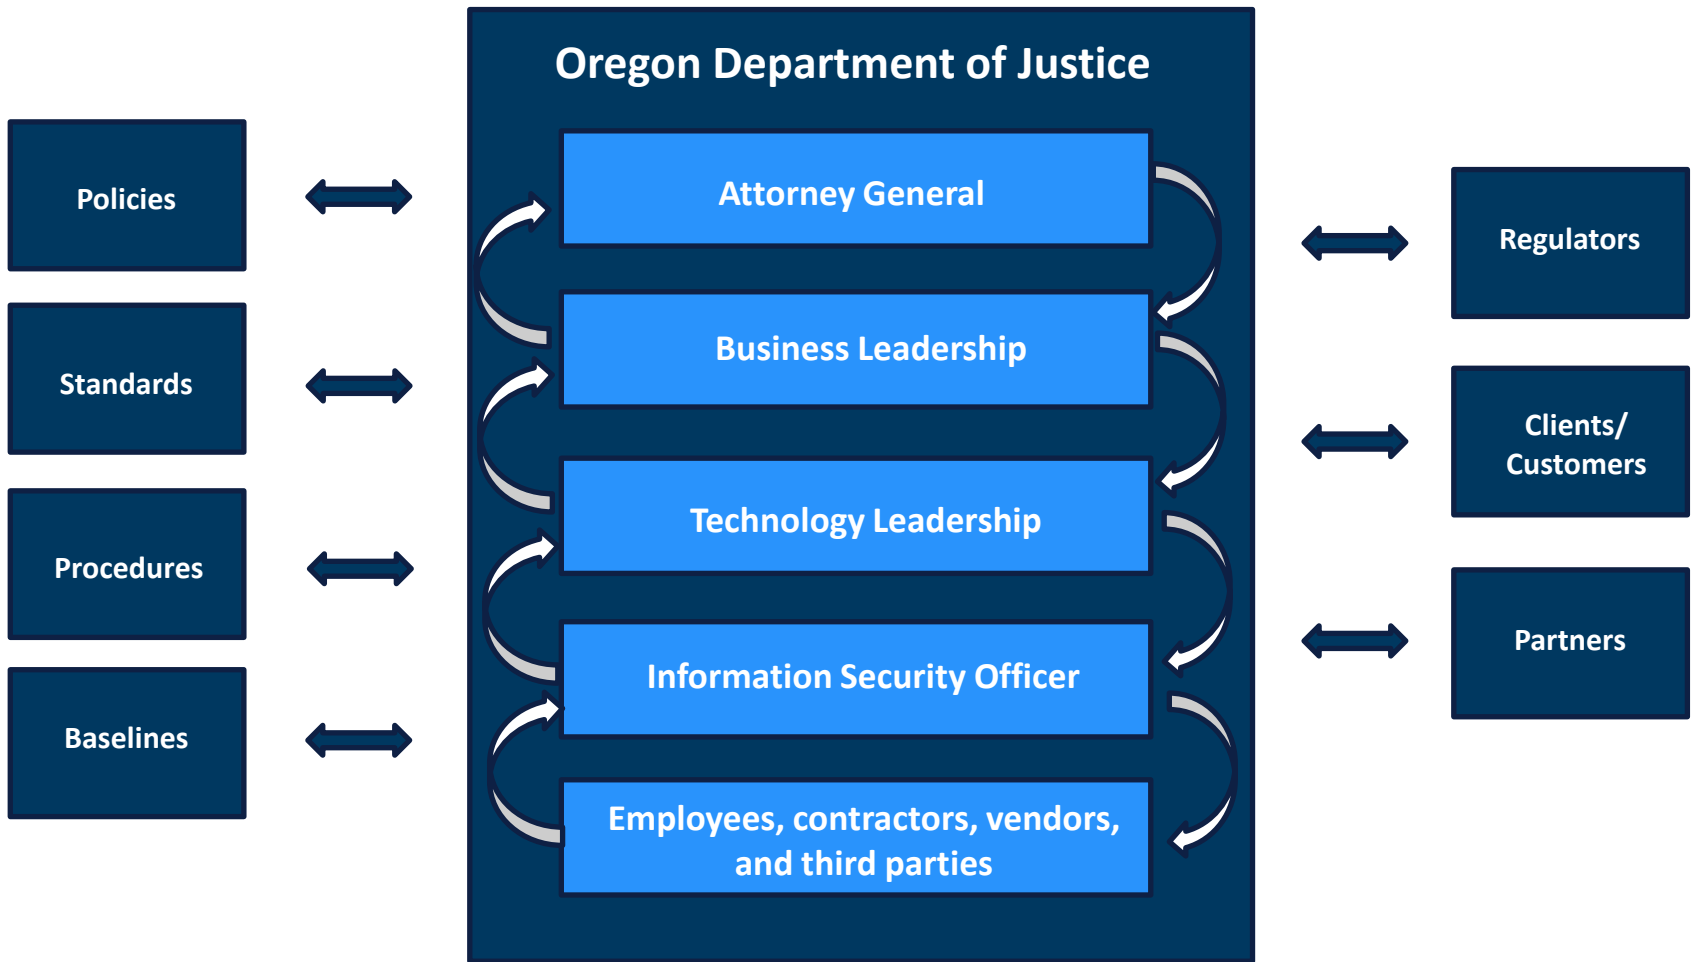 Oregon Department of Justice
Policies
Standards
Procedures
Baselines
Attorney General
Business Leadership
Technology Leadership
Information Security Officer
Employees, contractors, vendors,
and third parties
Regulators
Clients/
Customers
Partners